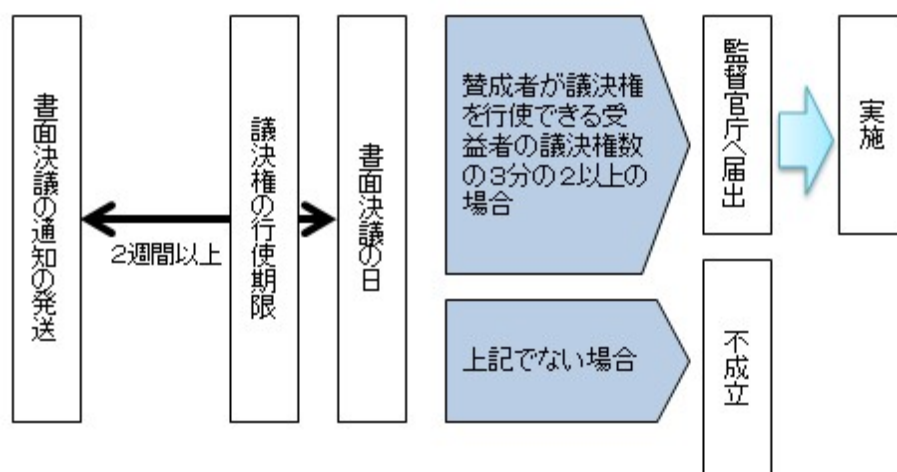 書面決議の通知の発送
2週間以上
議決権の行使期限
書面決議の日
賛成者が議決権
を行使できる受
益者の議決権数
の3分の2以上の
場合
監督官庁へ届出
実施
上記でない場合
不成立